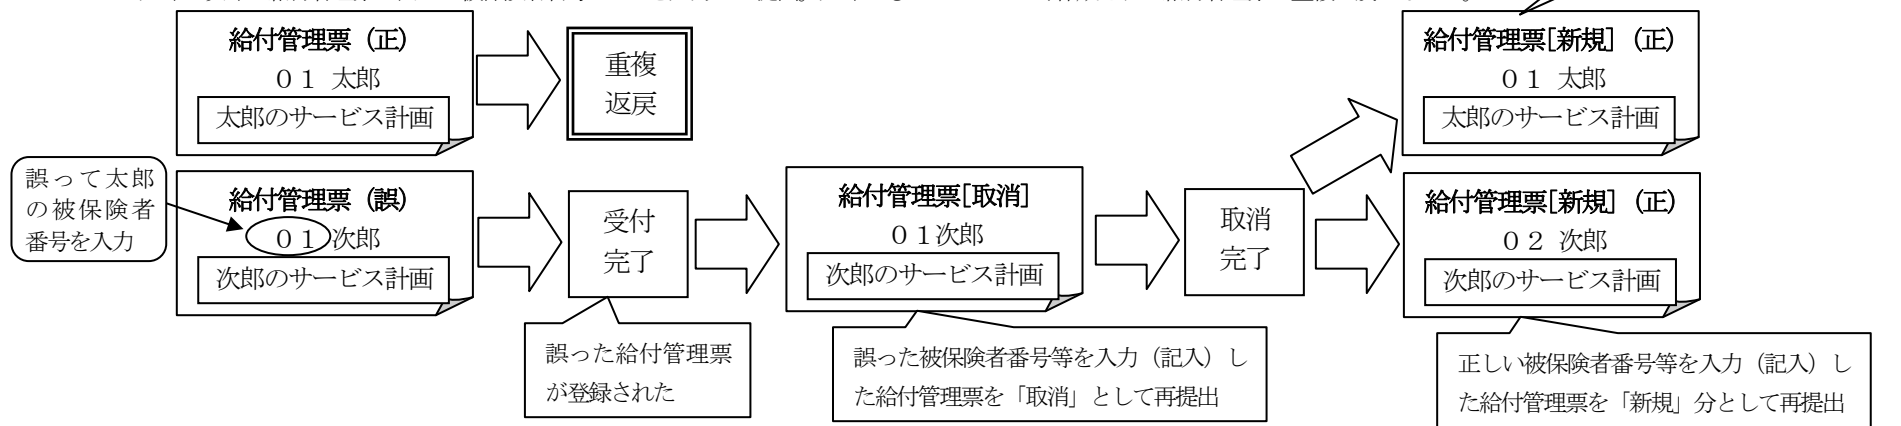 給付管理票（正）
０１ 太郎
太郎のサービス計画
重複
返戻
給付管理票[新規]（正）
０１ 太郎
太郎のサービス計画
誤って太郎
の被保険者
番号を入力
給付管理票（誤）
０１次郎
次郎のサービス計画
受付
完了
給付管理票[取消]
０１次郎
次郎のサービス計画
取消
完了
給付管理票[新規]（正）
０２ 次郎
次郎のサービス計画
誤った給付管理票
が登録された
誤った被保険者番号等を入力（記入）し
た給付管理票を「取消」として再提出
正しい被保険者番号等を入力（記入）し
た給付管理票を「新規」分として再提出